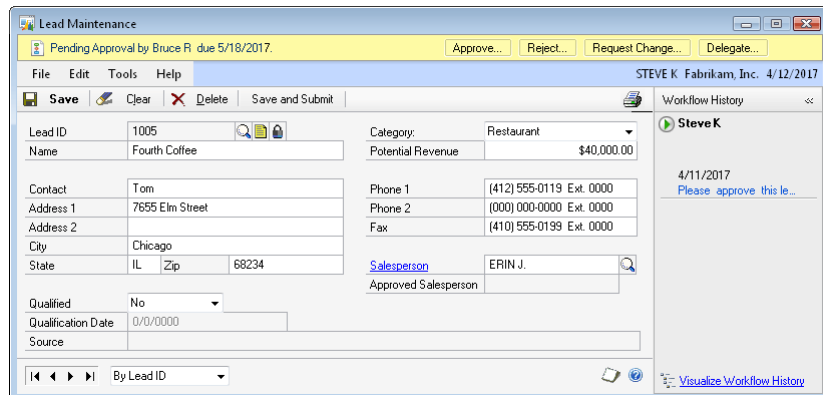 Lead Maintenance
Pending Approval by Bruce R due 5/18/2017. Approve... Reject... Request Change... Delegate...
File Edit Tools Help STEVE K Fabrikam, Inc. 4/12/2017
Save Clear Delete Save and Submit Workflow History «
Lead ID 1005 Category: Restaurant SteveK
Name Fourth Coffee Potential Revenue $40,000.00
4/11/2017
Contact Tom Phone 1 (412) 555-0119 Ext. 0000 Please approve this le...
Address 1 7655 Elm Street Phone 2 (000) 000-0000 Ext. 0000
Address 2 Fax (410) 555-0199 Ext. 0000
City Chicago
State IL Zip 68234 Salesperson ERIN J.
Approved Salesperson
Qualified No
Qualification Date 0/0/0000
Source
By Lead ID Visualize Workflow History